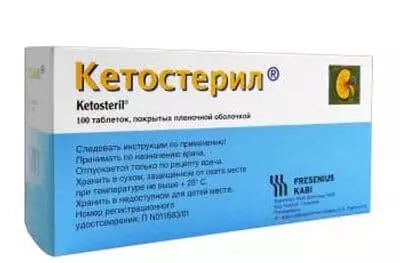 Кетостерил®
Ketosteril®
100 таблеток, покрытых пленочной оболочкой
Следовать инструкции по применению!
Принимать по назначению врача.
Отпускается только по рецепту врача.
Хранить в сухом, защищенном от света месте
при температуре не выше + 25° С.
Хранить в недоступном для детей месте.
Номер регистрационного
удостоверения: П N011683/01
FRESENIUS
KABI